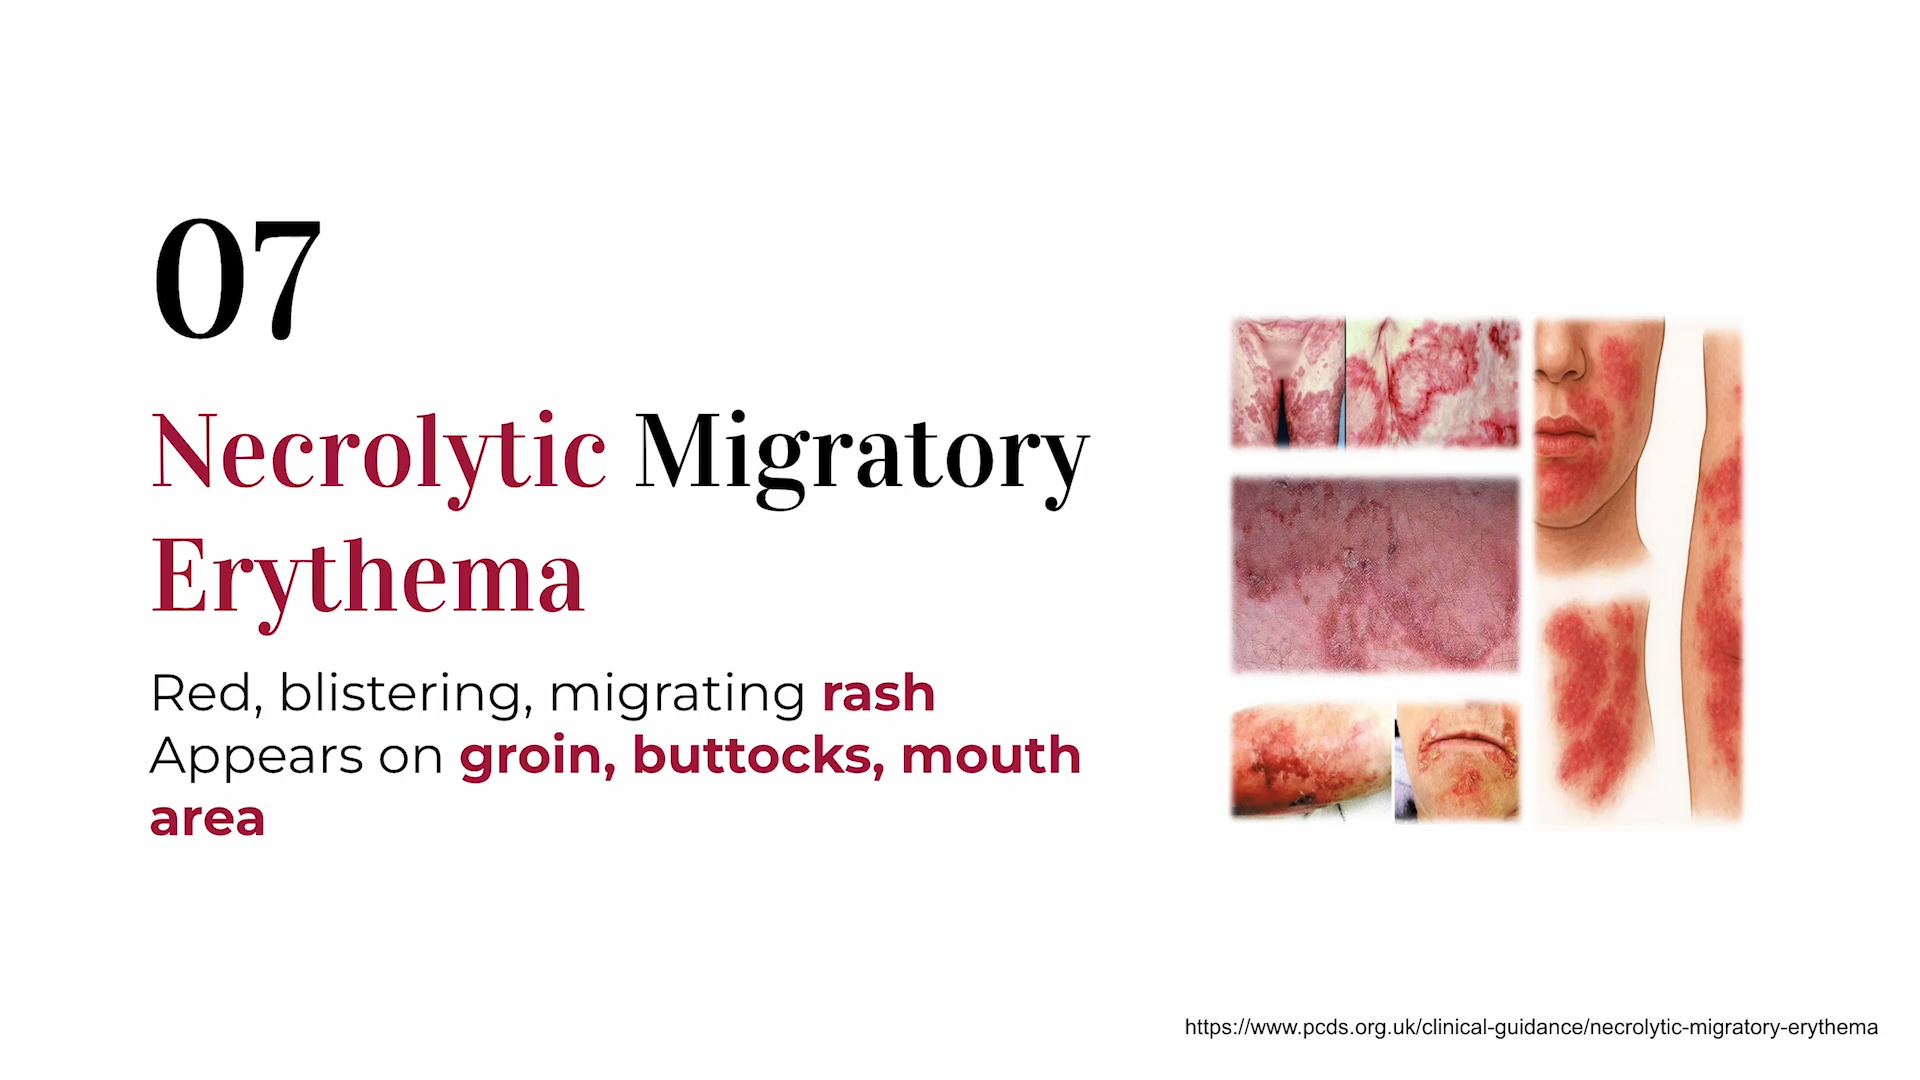 07
Necrolytic Migratory
Erythema
Red, blistering, migrating rash
Appears on groin, buttocks, mouth
area
https://www.pcds.org.uk/clinical-guidance/necrolytic-migratory-erythema